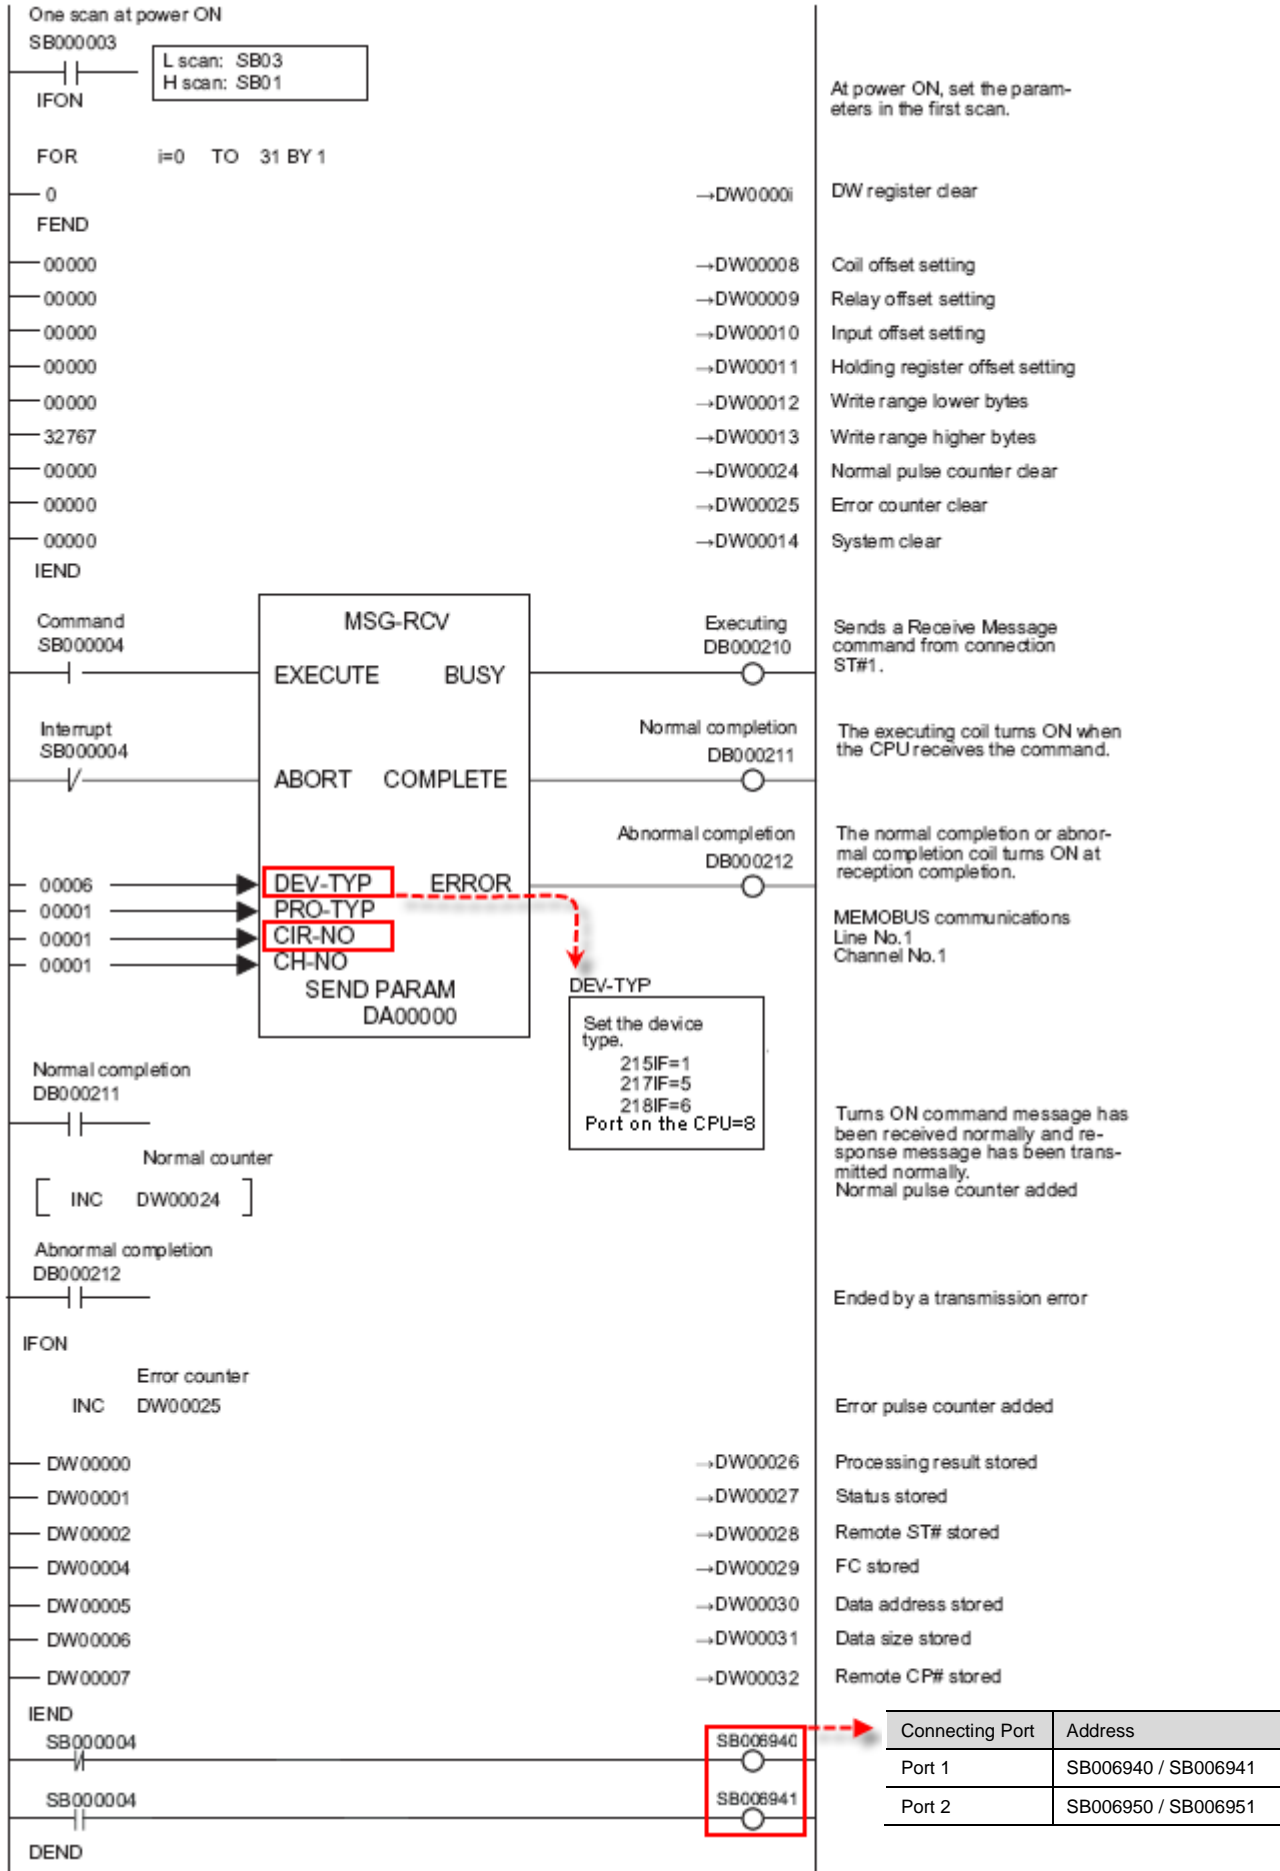 One scan at power ON
SB000003
L scan: SB03
H scan: SB01
IFON
At power ON, set the param-
eters in the first scan.
FOR i=0 TO 31 BY 1
0 →DW0000i DW register clear
FEND
00000 →DW00008 Coil offset setting
00000 →DW00009 Relay offset setting
00000 →DW00010 Input offset setting
00000 →DW00011 Holding register offset setting
00000 →DW00012 Write range lower bytes
32767 →DW00013 Write range higher bytes
00000 →DW00024 Normal pulse counter clear
00000 →DW00025 Error counter clear
00000 →DW00014 System clear
IEND
Command
SB000004
MSG-RCV
Executing
DB000210
EXECUTE BUSY
Sends a Receive Message
command from connection
ST#1.
Interrupt
SB000004
Normal completion
DB000211
ABORT COMPLETE
The executing coil turns ON when
the CPU receives the command.
Abnormal completion
DB000212
The normal completion or abnor-
mal completion coil turns ON at
reception completion.
00006 DEV-TYP ERROR
00001 PRO-TYP
00001 CIR-NO
00001 CH-NO
SEND PARAM
DA00000
MEMOBUS communications
Line No.1
Channel No.1
DEV-TYP
Set the device
type.
215IF=1
217IF=5
218IF=6
Port on the CPU=8
Normal completion
DB000211
Turns ON command message has
been received normally and re-
sponse message has been trans-
mitted normally.
Normal pulse counter added
Normal counter
INC DW00024
Abnormal completion
DB000212
Ended by a transmission error
IFON
Error counter
INC DW00025 Error pulse counter added
DW00000 →DW00026 Processing result stored
DW00001 →DW00027 Status stored
DW00002 →DW00028 Remote ST# stored
DW00004 →DW00029 FC stored
DW00005 →DW00030 Data address stored
DW00006 →DW00031 Data size stored
DW00007 →DW00032 Remote CP# stored
IEND
SB000004 SB006940
SB000004 SB006941
DEND
Connecting Port Address
Port 1 SB006940 / SB006941
Port 2 SB006950 / SB006951